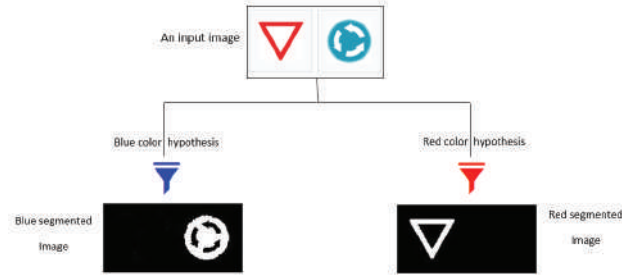 An input image
Blue color hypothesis
Red color hypothesis
Blue segmented
Image
Red segmented
Image